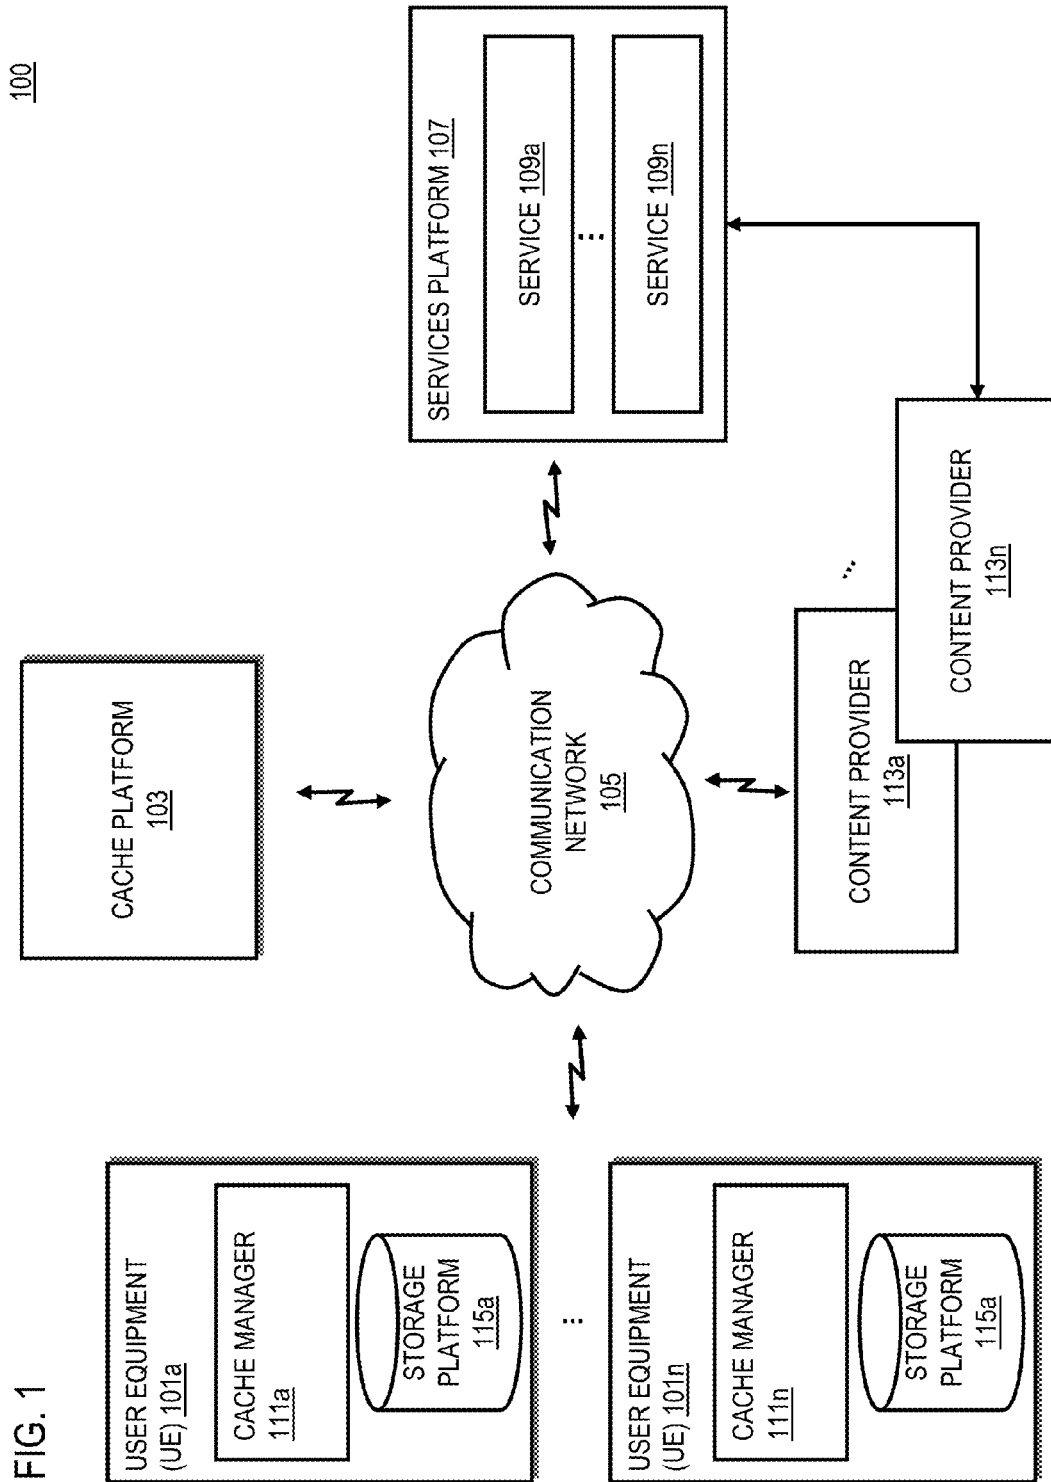 FIG. 1
100
USER EQUIPMENT
(UE) 101a
CACHE MANAGER
111a
STORAGE
PLATFORM
115a
...
USER EQUIPMENT
(UE) 101n
CACHE MANAGER
111n
STORAGE
PLATFORM
115a
CACHE PLATFORM
103
COMMUNICATION
NETWORK
105
CONTENT PROVIDER
113a
...
CONTENT PROVIDER
113n
SERVICES PLATFORM 107
SERVICE 109a
...
SERVICE 109n